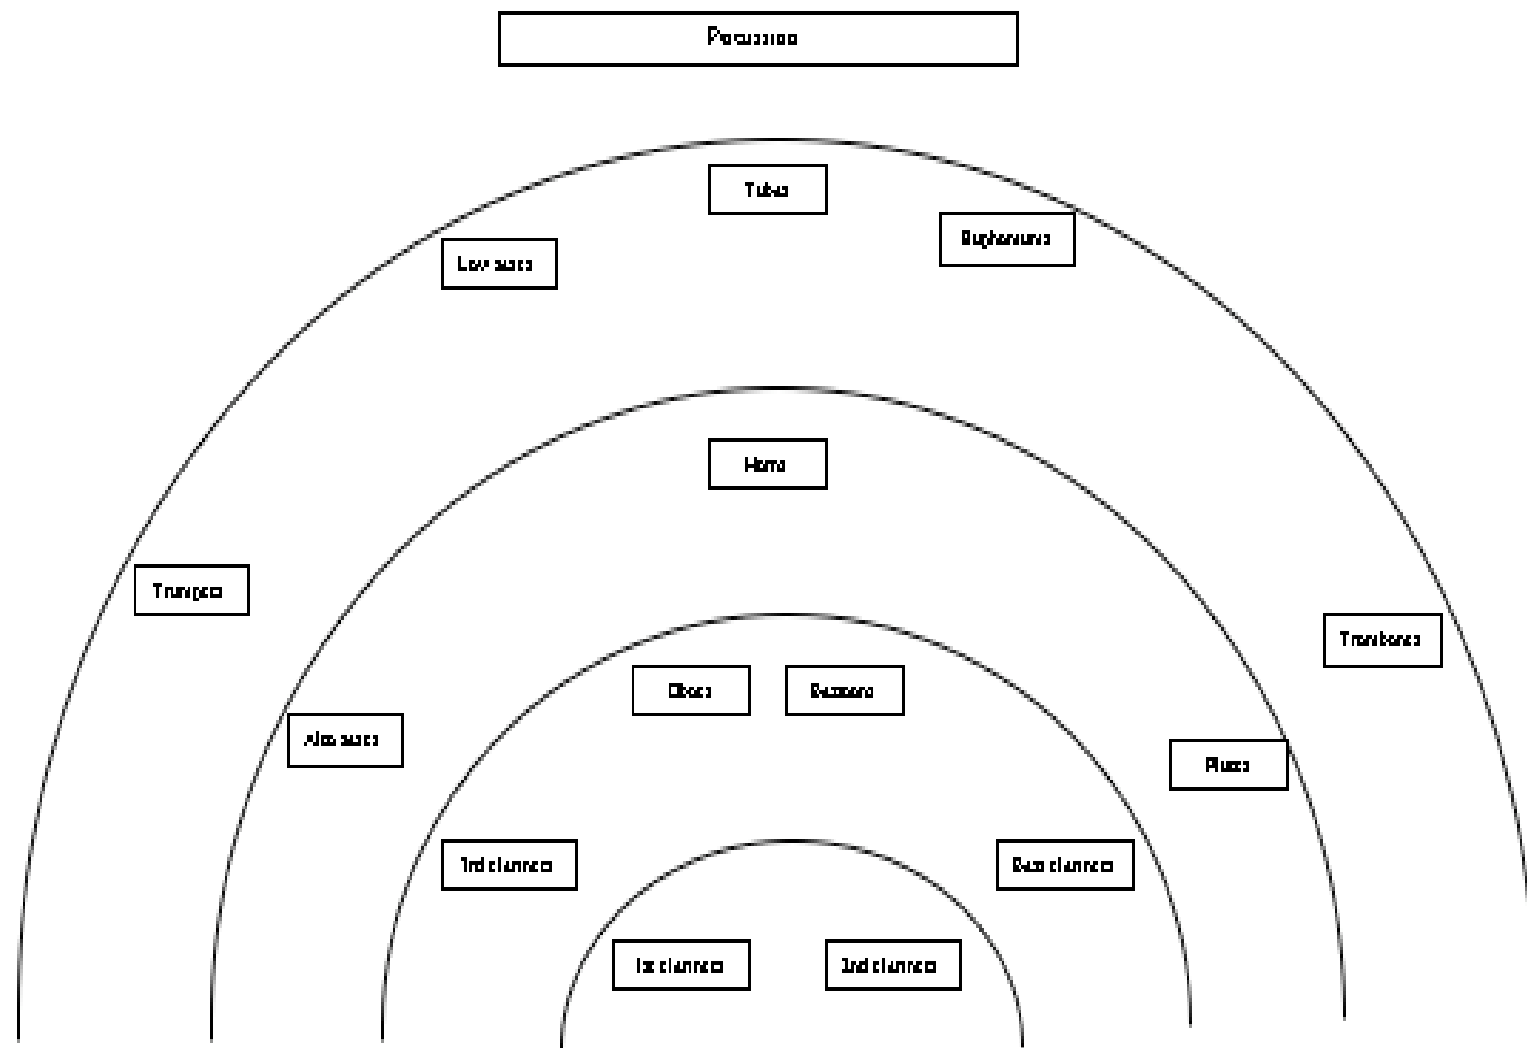 Percussion
Tubas
Euphoniums
Low saxes
Horns
Trumpets
Trombones
Oboes
Bassoons
Alto saxes
Flutes
3rd clarinets
Bass clarinets
1st clarinets
2nd clarinets